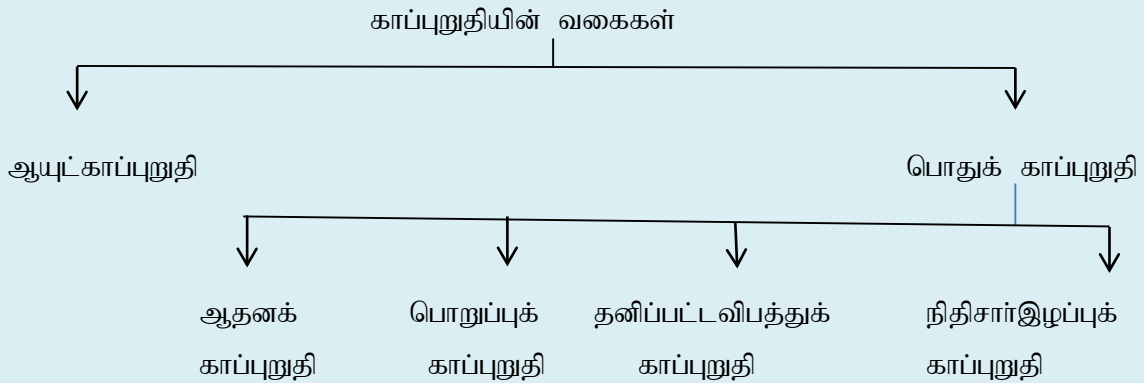 காப்புறுதியின் வகைகள்
ஆயுட்காப்புறுதி பொதுக் காப்புறுதி
ஆதனக் பொறுப்புக் தனிப்பட்டவிபத்துக் நிதிசார்இழப்புக்
காப்புறுதி காப்புறுதி காப்புறுதி காப்புறுதி